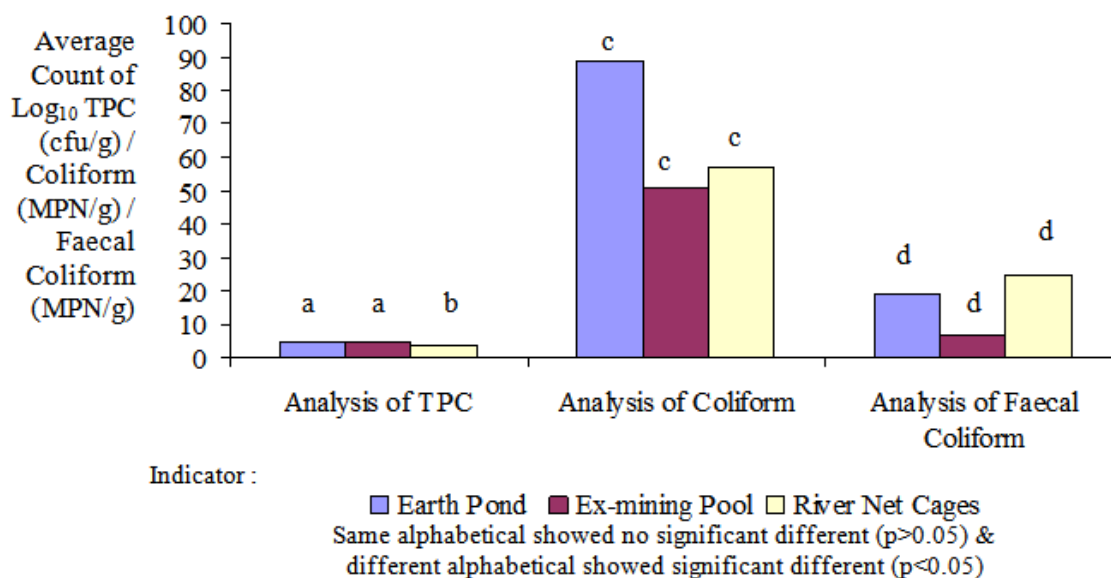 Average
Count of
Log₁₀ TPC
(cfu/g) /
Coliform
(MPN/g) /
Faecal
Coliform
(MPN/g)
100
90
80
70
60
50
40
30
20
10
0
a a b
c c c
d d d
Analysis of TPC
Analysis of Coliform
Analysis of Faecal
Coliform
Indicator :
Earth Pond Ex-mining Pool River Net Cages
Same alphabetical showed no significant different (p>0.05) &
different alphabetical showed significant different (p<0.05)